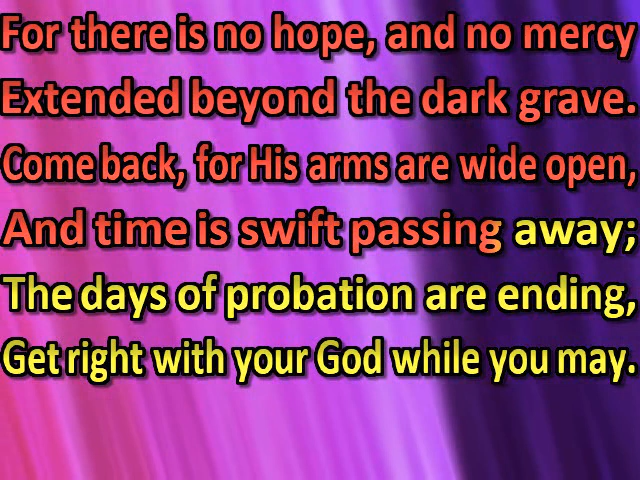 For there is no hope, and no mercy
Extended beyond the dark grave.
Come back, for His arms are wide open,
And time is swift passing away;
The days of probation are ending,
Get right with your God while you may.